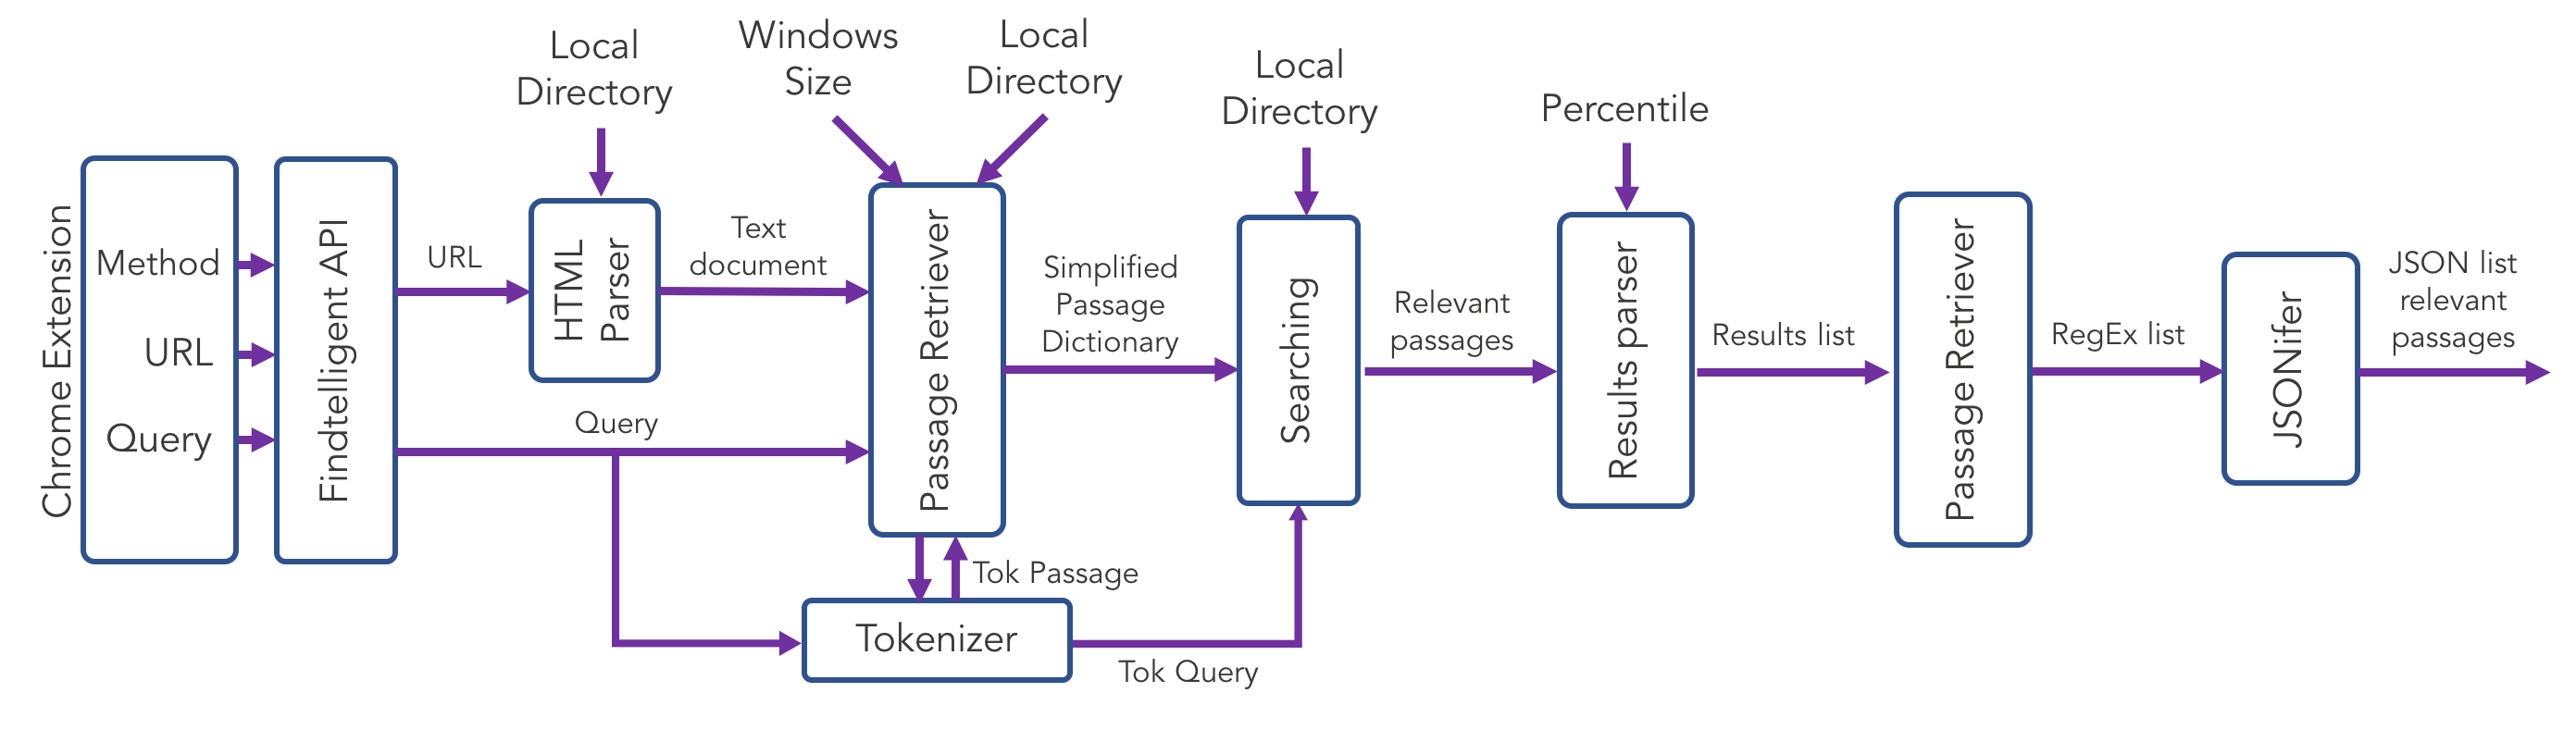 Chrome Extension
Method
URL
Query
Findtelligent API
URL
Query
Local
Directory
HTML
Parser
Text
document
Windows
Size
Local
Directory
Passage Retriever
Tok Passage
Tokenizer
Tok Query
Simplified
Passage
Dictionary
Local
Directory
Searching
Relevant
passages
Percentile
Results parser
Results list
Passage Retriever
RegEx list
JSONifer
JSON list
relevant
passages